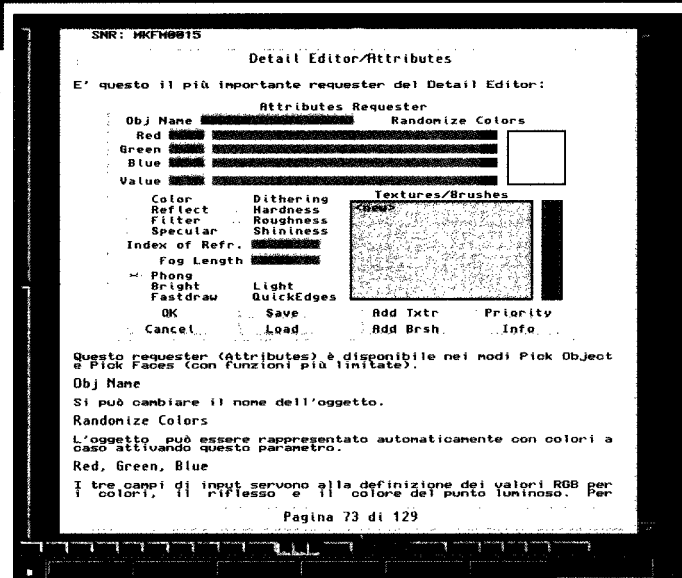 SNR: MKFM0015
Detail Editor/Attributes
E' questo il più importante requester del Detail Editor:
Attributes Requester
Obj Name Randomize Colors
Red
Green
Blue
Value
Textures/Brushes
Color Dithering
<new>
Reflect Hardness
Filter Roughness
Specular Shininess
Index of Refr.
Fog Length
Phong
Bright Light
Fastdraw QuickEdges
OK Save Add Txtr Priority
Cancel Load Add Brsh Info
Questo requester (Attributes) è disponibile nei modi Pick Object
e Pick Faces (con funzioni più limitate).
Obj Name
Si può cambiare il nome dell'oggetto.
Randomize Colors
L'oggetto può essere rappresentato automaticamente con colori a
caso attivando questo parametro.
Red, Green, Blue
I tre campi di input servono alla definizione dei valori RGB per
i colori, il riflesso e il colore del punto luminoso. Per
Pagina 73 di 129